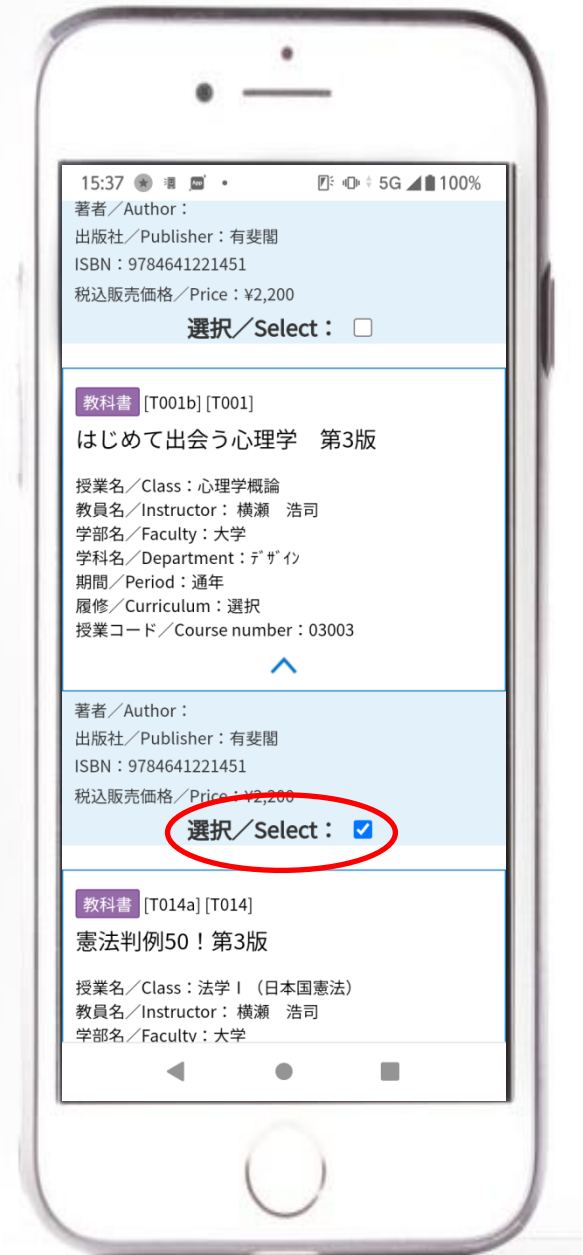 15:37 5G 100%
著者／Author：
出版社／Publisher：有斐閣
ISBN：9784641221451
税込販売価格／Price：¥2,200
選択／Select：
教科書 [T001b] [T001]
はじめて出会う心理学　第3版
授業名／Class：心理学概論
教員名／Instructor： 横瀬　浩司
学部名／Faculty：大学
学科名／Department：ﾃﾞｻﾞｲﾝ
期間／Period：通年
履修／Curriculum：選択
授業コード／Course number：03003
著者／Author：
出版社／Publisher：有斐閣
ISBN：9784641221451
税込販売価格／Price：¥2,200
選択／Select：
教科書 [T014a] [T014]
憲法判例50！第3版
授業名／Class：法学Ⅰ（日本国憲法）
教員名／Instructor： 横瀬　浩司
学部名／Faculty：大学